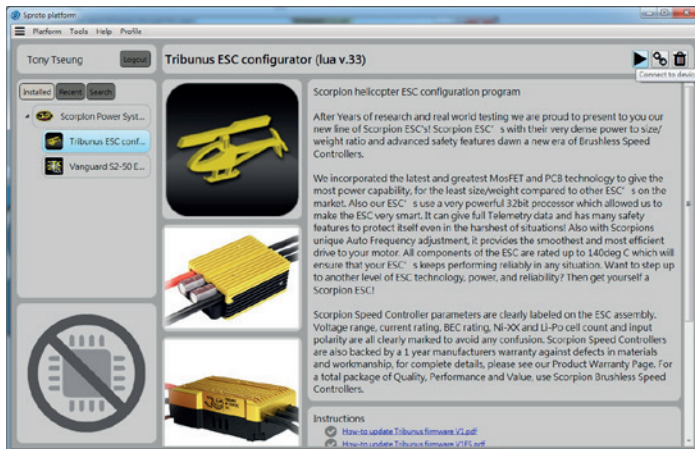 Sproto platform
Platform Tools Help Profile
Tony Tseung
Logout
Tribunus ESC configurator (lua v.33)
Connect to devic
Installed Recent Search
Scorpion Power Syst...
Tribunus ESC conf...
Vanguard S2-50 E...
Scorpion helicopter ESC configuration program
After Years of research and real world testing we are proud to present to you our
new line of Scorpion ESC's! Scorpion ESC' s with their very dense power to size/
weight ratio and advanced safety features dawn a new era of Brushless Speed
Controllers.
We incorporated the latest and greatest MosFET and PCB technology to give the
most power capability, for the least size/weight compared to other ESC' s on the
market. Also our ESC' s use a very powerful 32bit processor which allowed us to
make the ESC very smart. It can give full Telemetry data and has many safety
features to protect itself even in the harshest of situations! Also with Scorpions
unique Auto Frequency adjustment, it provides the smoothest and most efficient
drive to your motor. All components of the ESC are rated up to 140deg C which will
ensure that your ESC' s keeps performing reliably in any situation. Want to step up
to another level of ESC technology, power, and reliability? Then get yourself a
Scorpion ESC!
Scorpion Speed Controller parameters are clearly labeled on the ESC assembly.
Voltage range, current rating, BEC rating, Ni-XX and Li-Po cell count and input
polarity are all clearly marked to avoid any confusion. Scorpion Speed Controllers
are also backed by a 1 year manufacturers warranty against defects in materials
and workmanship, for complete details, please see our Product Warranty Page. For
a total package of Quality, Performance and Value, use Scorpion Brushless Speed
Controllers.
Instructions
How-to update Tribunus firmware V1.pdf
How-to update Tribunus firmware V1ES.pdf